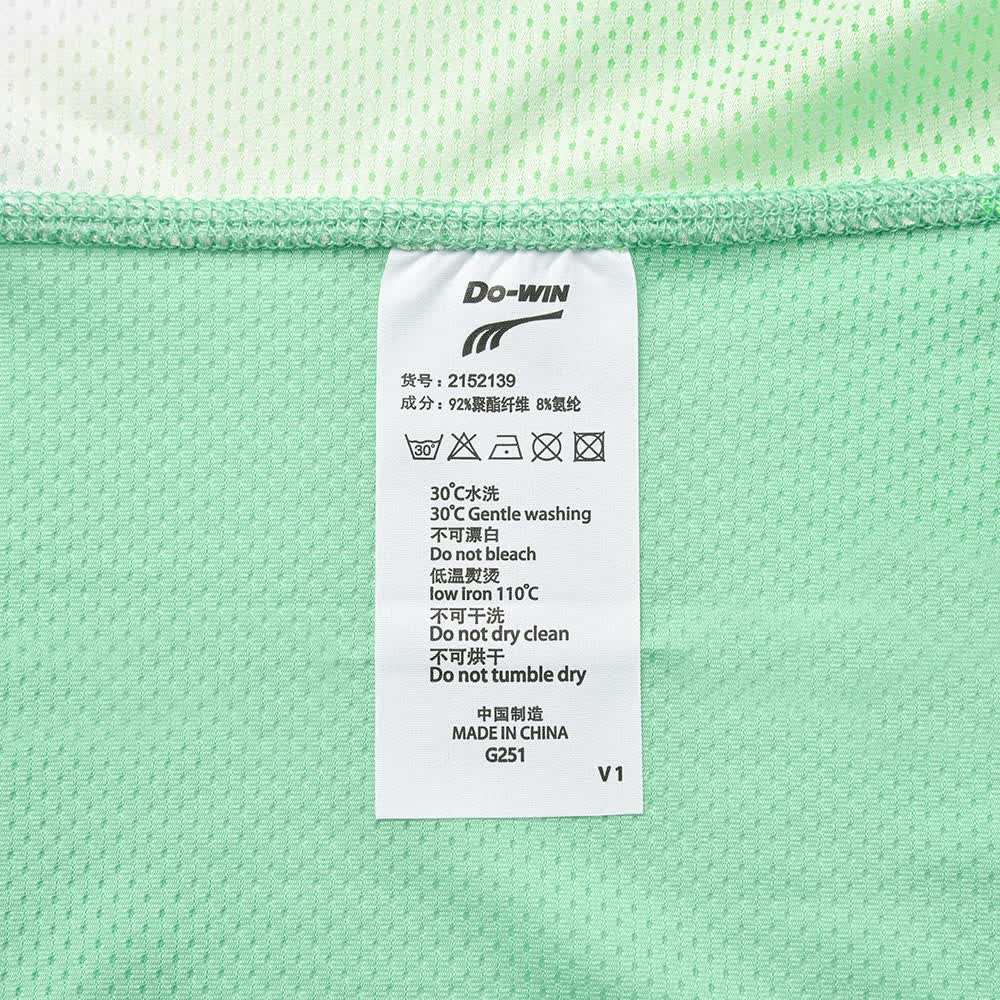 Do-WIN
货号：2152139
成分：92%聚酯纤维 8%氨纶
30°
30℃水洗
30℃ Gentle washing
不可漂白
Do not bleach
低温熨烫
low iron 110℃
不可干洗
Do not dry clean
不可烘干
Do not tumble dry
中国制造
MADE IN CHINA
G251
V1